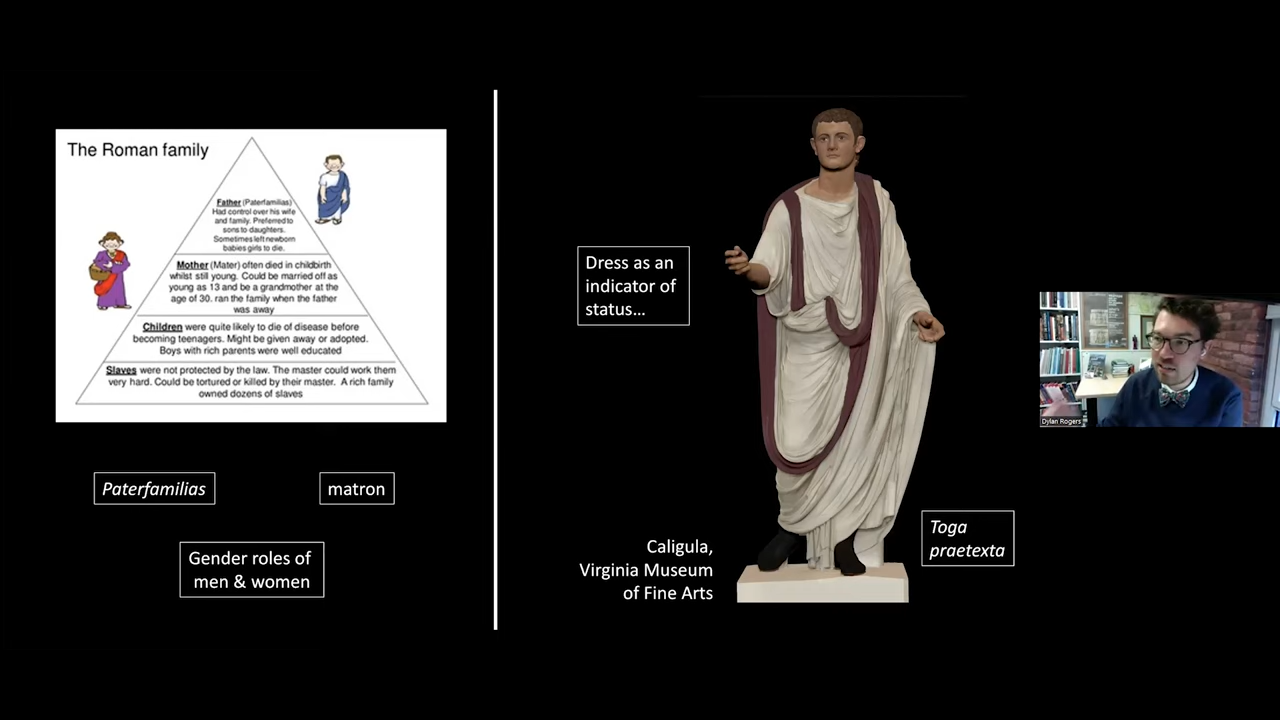 The Roman family
Father (Paterfamilias)
Had control over his wife
and family. Preferred to
sons to daughters.
Sometimes left newborn
babies girls to die.
Mother (Mater) often died in childbirth
whilst still young. Could be married off as
young as 13 and be a grandmother at the
age of 30. ran the family when the father
was away
Children were quite likely to die of disease before
becoming teenagers. Might be given away or adopted.
Boys with rich parents were well educated
Slaves were not protected by the law. The master could work them
very hard. Could be tortured or killed by their master. A rich family
owned dozens of slaves
Paterfamilias
matron
Gender roles of
men & women
Dress as an
indicator of
status...
Caligula,
Virginia Museum
of Fine Arts
Toga
praetexta
Dylan Rogers